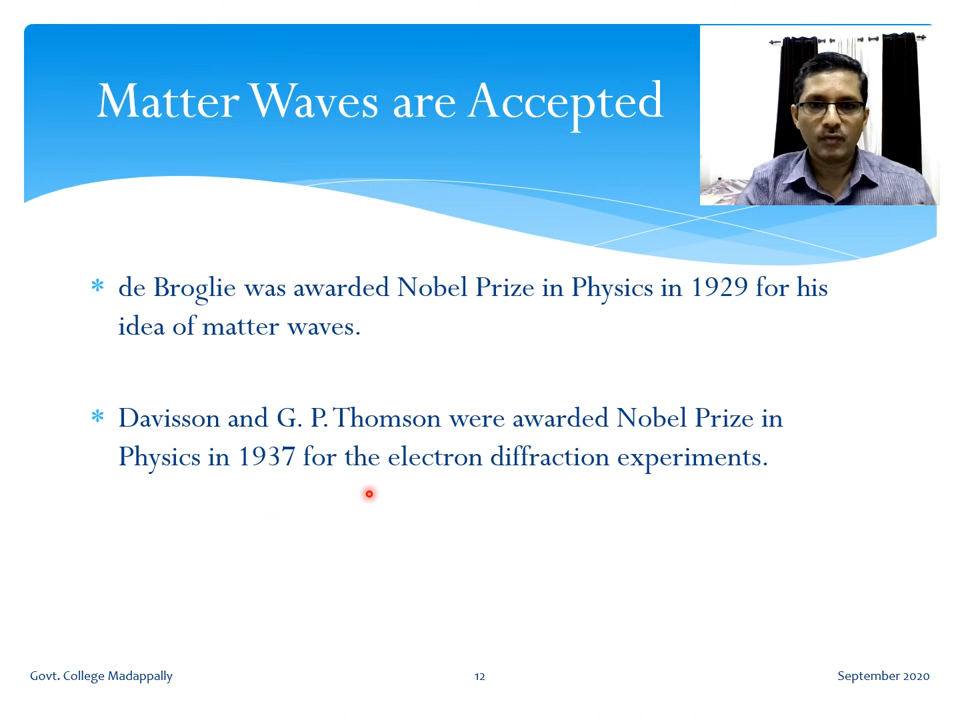 Matter Waves are Accepted
* de Broglie was awarded Nobel Prize in Physics in 1929 for his
idea of matter waves.
* Davisson and G. P. Thomson were awarded Nobel Prize in
Physics in 1937 for the electron diffraction experiments.
Govt. College Madappally 12 September 2020